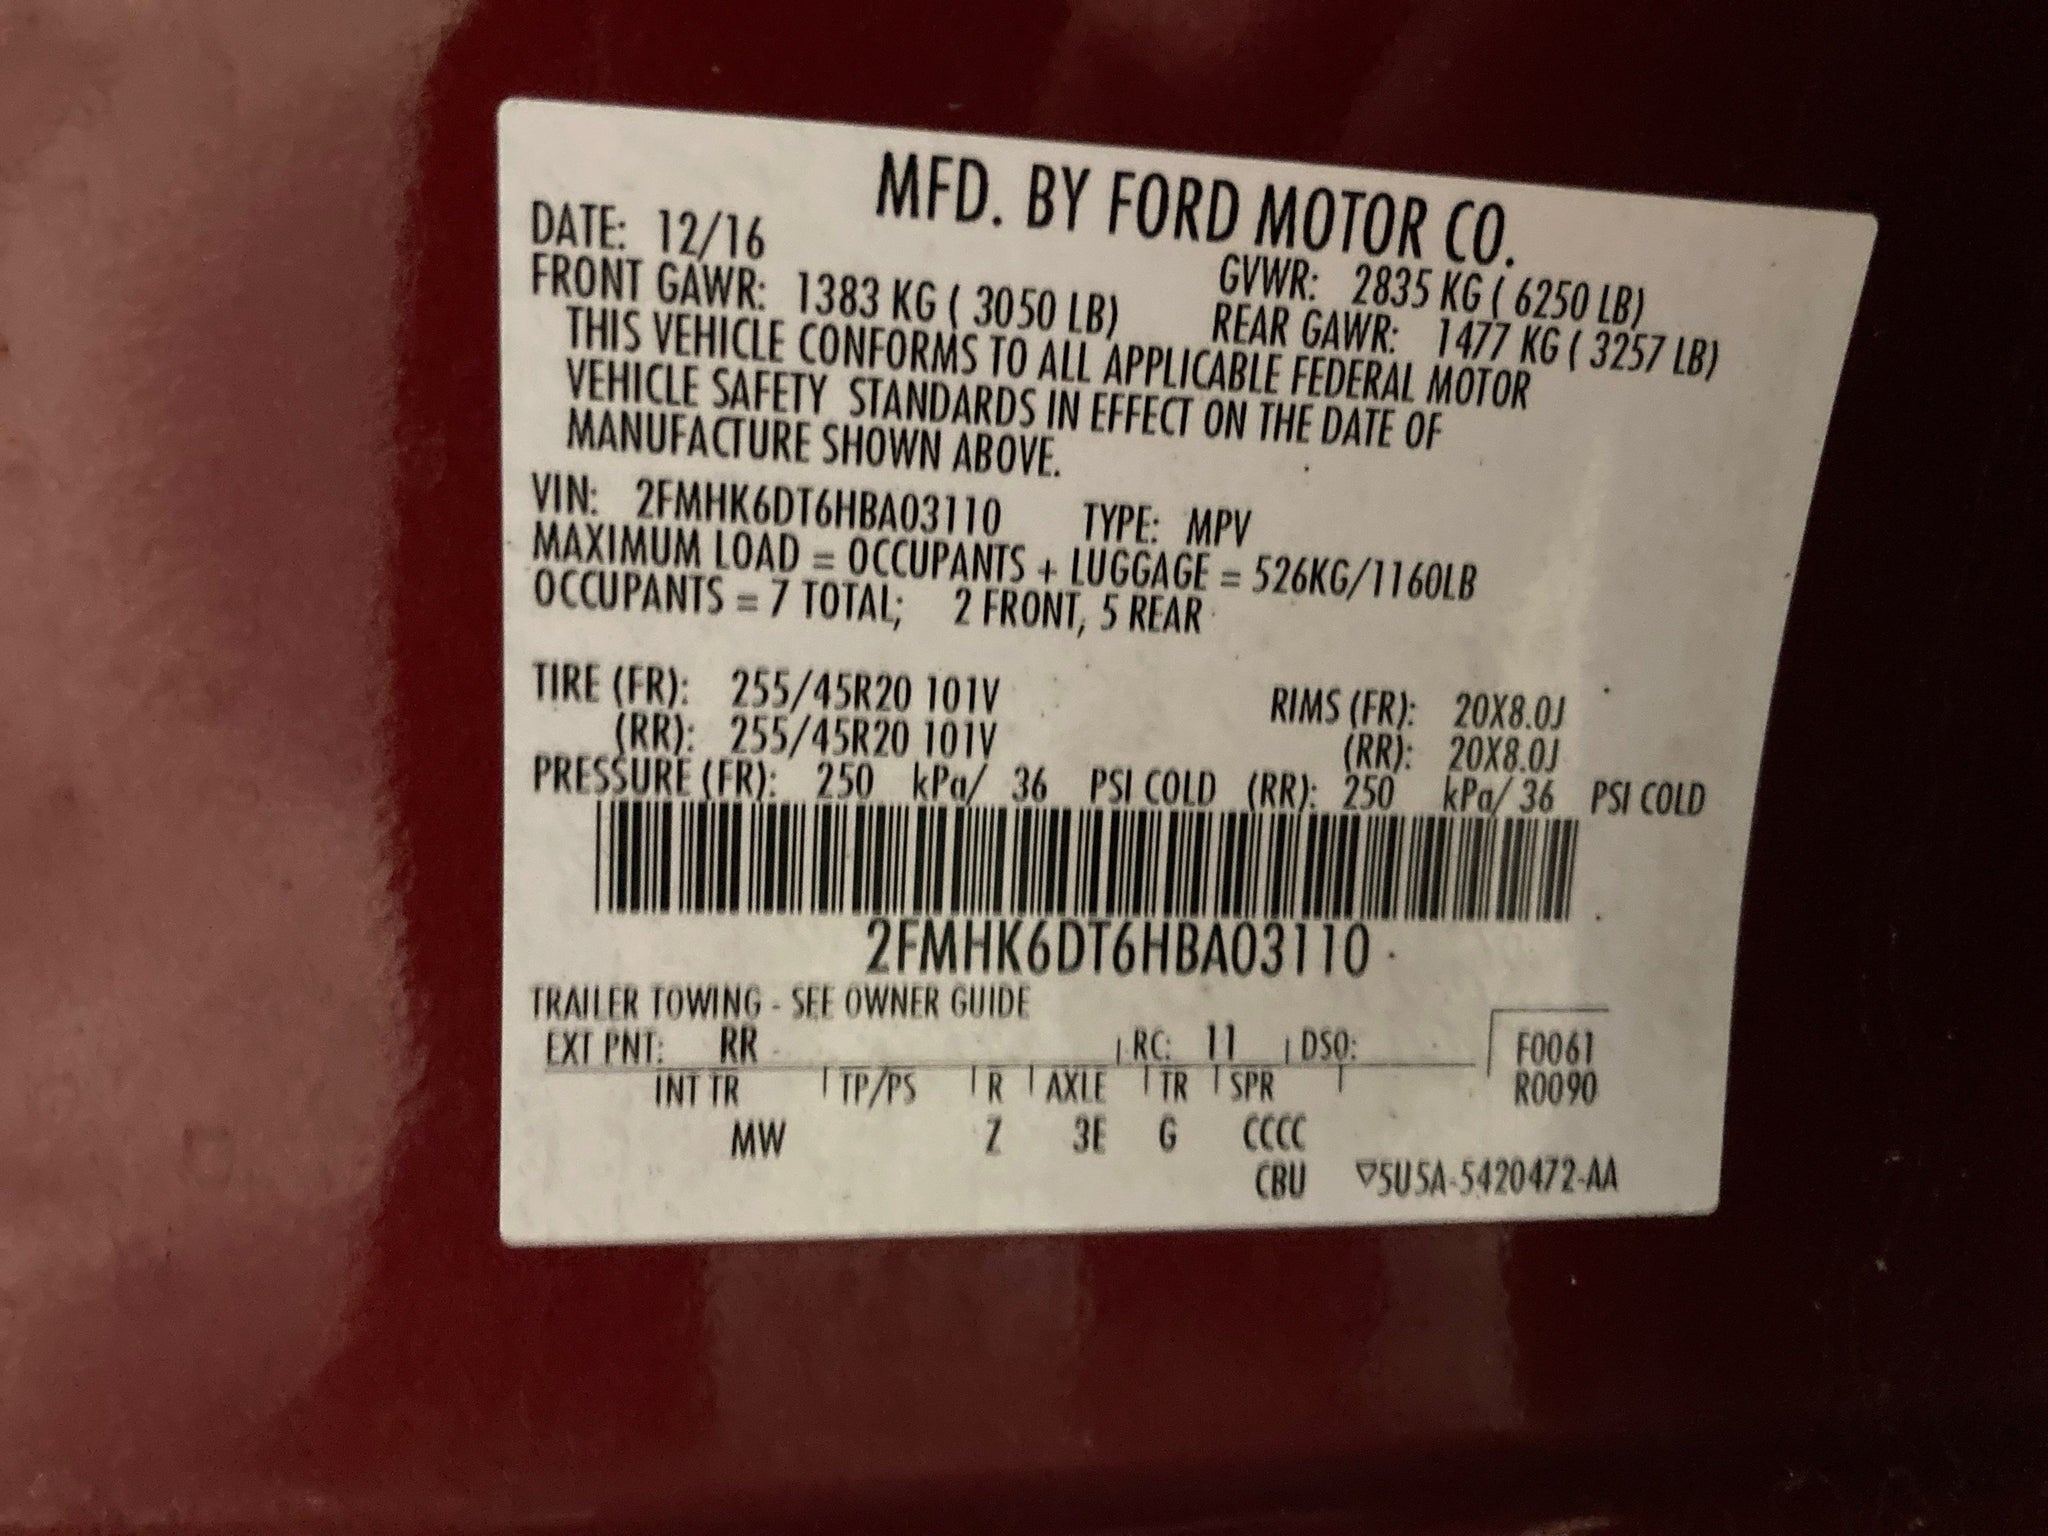 MFD. BY FORD MOTOR CO.
DATE: 12/16 GVWR: 2835 KG ( 6250 LB)
FRONT GAWR: 1383 KG ( 3050 LB) REAR GAWR: 1477 KG ( 3257 LB)
THIS VEHICLE CONFORMS TO ALL APPLICABLE FEDERAL MOTOR
VEHICLE SAFETY STANDARDS IN EFFECT ON THE DATE OF
MANUFACTURE SHOWN ABOVE.
VIN: 2FMHK6DT6HBA03110 TYPE: MPV
MAXIMUM LOAD = OCCUPANTS + LUGGAGE = 526KG/1160LB
OCCUPANTS = 7 TOTAL; 2 FRONT, 5 REAR
TIRE (FR): 255/45R20 101V RIMS (FR): 20X8.0J
(RR): 255/45R20 101V (RR): 20X8.0J
PRESSURE (FR): 250 kPa/ 36 PSI COLD (RR): 250 kPa/ 36 PSI COLD
2FMHK6DT6HBA03110
TRAILER TOWING - SEE OWNER GUIDE
EXT PNT: RR RC: 11 DSO: F0061
INT TR TP/PS R AXLE TR SPR R0090
MW Z 3E G CCCC
CBU ▽5U5A-5420472-AA